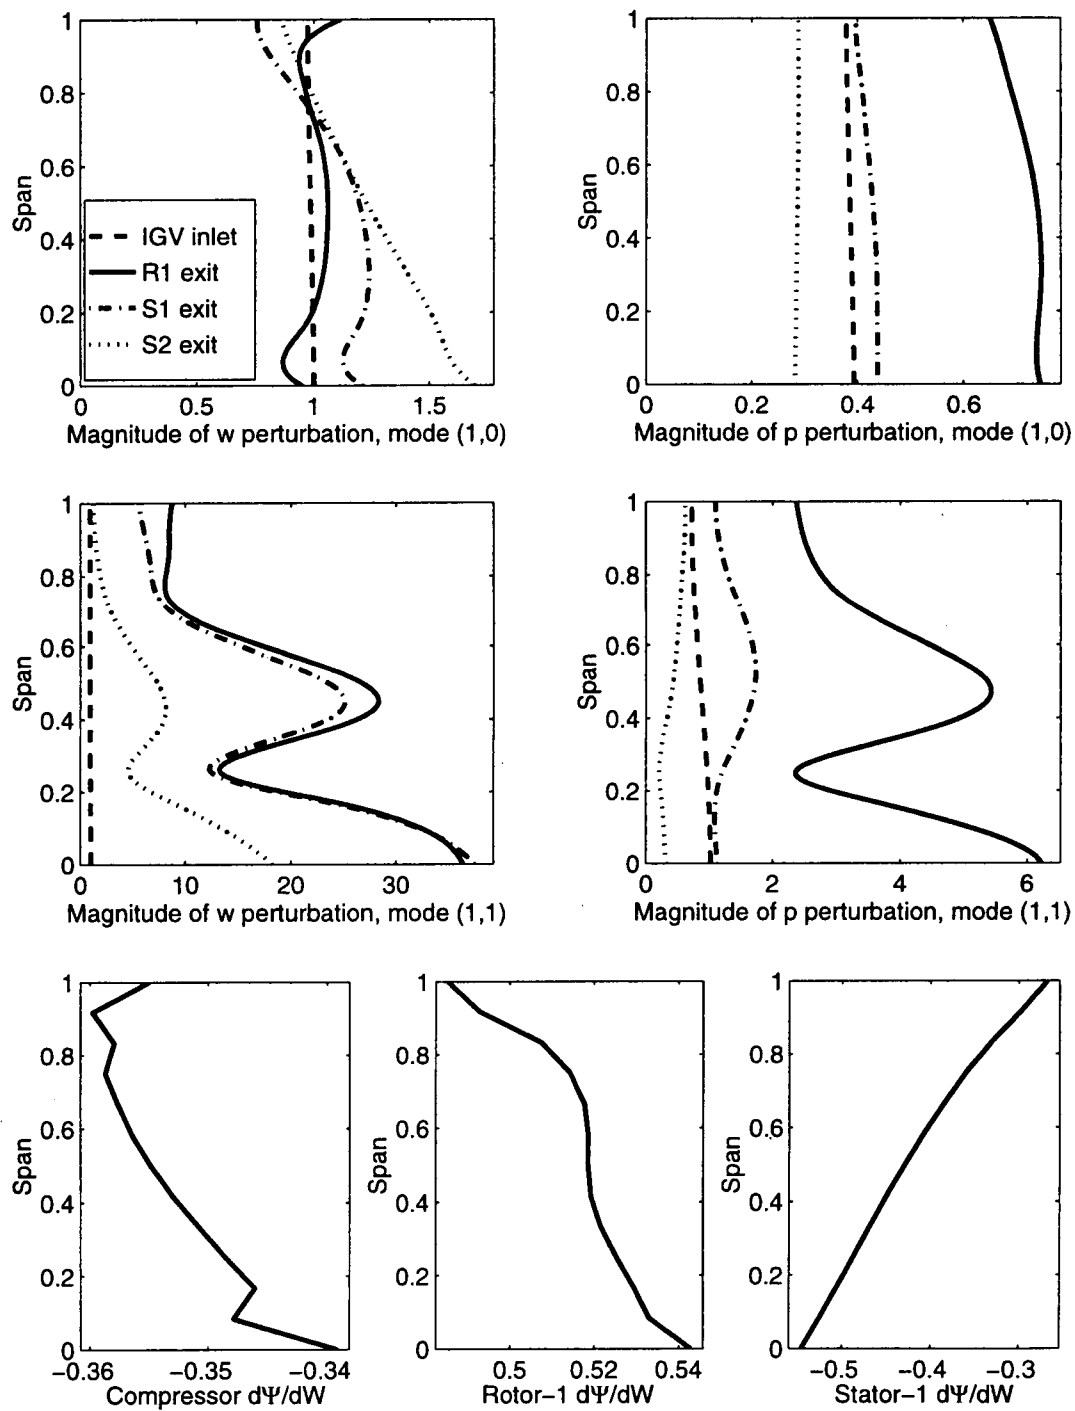 1
0.8
0.6
0.4
0.2
0
Span
IGV inlet
R1 exit
S1 exit
S2 exit
0 0.5 1 1.5
Magnitude of w perturbation, mode (1,0)
1
0.8
0.6
0.4
0.2
0
Span
0 0.2 0.4 0.6
Magnitude of p perturbation, mode (1,0)
1
0.8
0.6
0.4
0.2
0
Span
0 10 20 30
Magnitude of w perturbation, mode (1,1)
1
0.8
0.6
0.4
0.2
0
Span
0 2 4 6
Magnitude of p perturbation, mode (1,1)
1
0.8
0.6
0.4
0.2
0
Span
−0.36 −0.35 −0.34
Compressor dΨ/dW
1
0.8
0.6
0.4
0.2
0
Span
0.5 0.52 0.54
Rotor−1 dΨ/dW
1
0.8
0.6
0.4
0.2
0
Span
−0.5 −0.4 −0.3
Stator−1 dΨ/dW